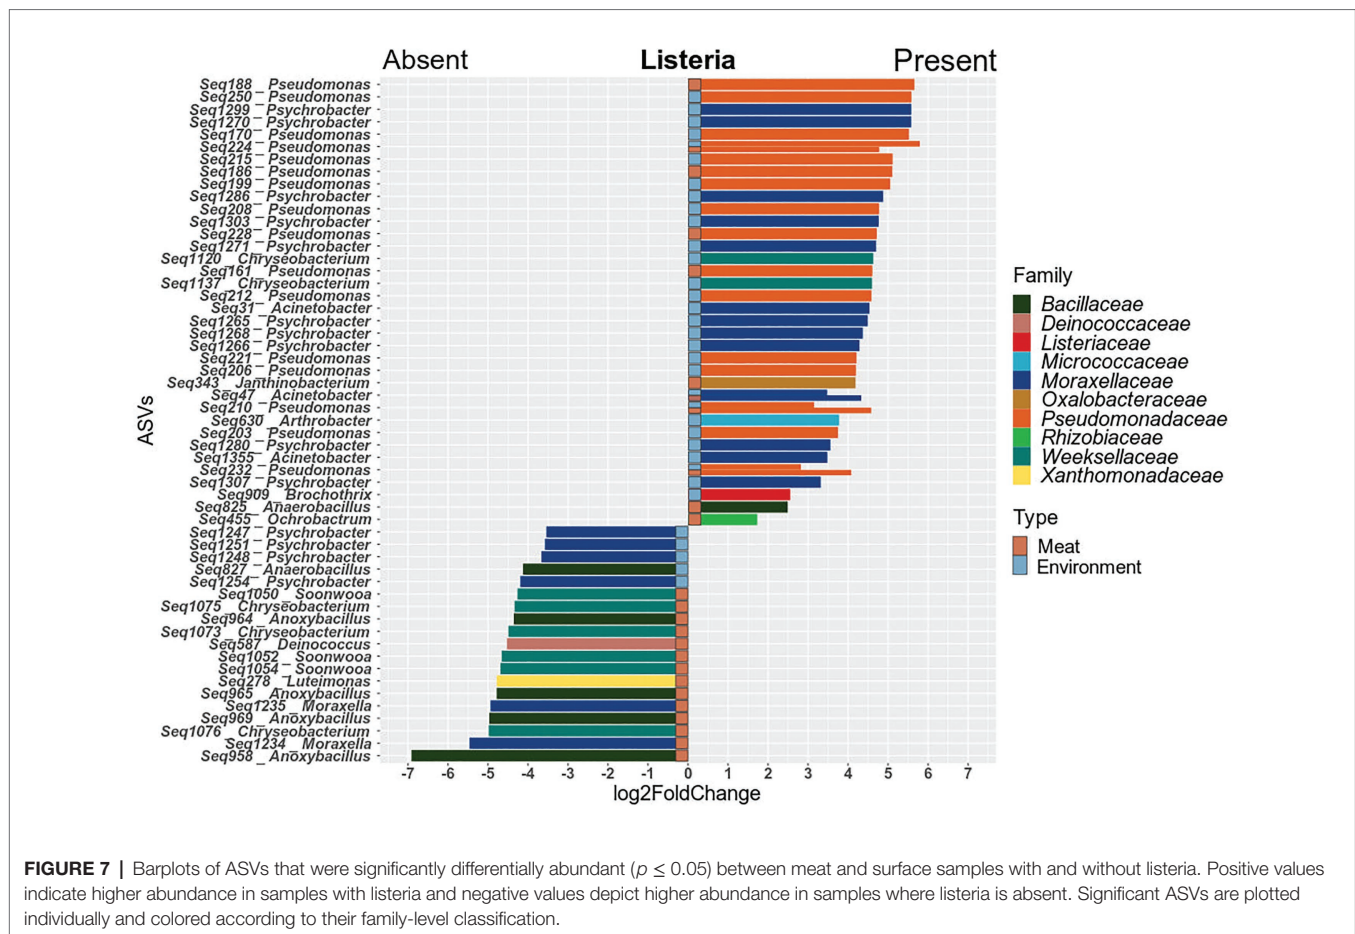 Absent Listeria Present
Seq188 _ Pseudomonas
Seq250 _ Pseudomonas
Seq1299 _ Psychrobacter
Seq1270 _ Psychrobacter
Seq170 _ Pseudomonas
Seq224 _ Pseudomonas
Seq215 _ Pseudomonas
Seq186 _ Pseudomonas
Seq199 _ Pseudomonas
Seq1286 _ Psychrobacter
Seq208 _ Pseudomonas
Seq1303 _ Psychrobacter
Seq228 _ Pseudomonas
Seq1271 _ Psychrobacter
Seq1120 _ Chryseobacterium
Seq161 _ Pseudomonas
Seq1137 _ Chryseobacterium
Seq212 _ Pseudomonas
Seq31 _ Acinetobacter
Seq1265 _ Psychrobacter
Seq1268 _ Psychrobacter
Seq1266 _ Psychrobacter
Seq221 _ Pseudomonas
Seq206 _ Pseudomonas
Seq343 _ Janthinobacterium
Seq47 _ Acinetobacter
Seq210 _ Pseudomonas
Seq630 _ Arthrobacter
Seq203 _ Pseudomonas
Seq1280 _ Psychrobacter
Seq1355 _ Acinetobacter
Seq232 _ Pseudomonas
Seq1307 _ Psychrobacter
Seq909 _ Brochothrix
Seq825 _ Anaerobacillus
Seq455 _ Ochrobactrum
Seq1247 _ Psychrobacter
Seq1251 _ Psychrobacter
Seq1248 _ Psychrobacter
Seq827 _ Anaerobacillus
Seq1254 _ Psychrobacter
Seq1050 _ Soonwooa
Seq1075 _ Chryseobacterium
Seq964 _ Anoxybacillus
Seq1073 _ Chryseobacterium
Seq587 _ Deinococcus
Seq1052 _ Soonwooa
Seq1054 _ Soonwooa
Seq278 _ Luteimonas
Seq965 _ Anoxybacillus
Seq1235 _ Moraxella
Seq969 _ Anoxybacillus
Seq1076 _ Chryseobacterium
Seq1234 _ Moraxella
Seq958 _ Anoxybacillus
ASVs
-7 -6 -5 -4 -3 -2 -1 0 1 2 3 4 5 6 7
log2FoldChange
Family
Bacillaceae
Deinococcaceae
Listeriaceae
Micrococcaceae
Moraxellaceae
Oxalobacteraceae
Pseudomonadaceae
Rhizobiaceae
Weeksellaceae
Xanthomonadaceae
Type
Meat
Environment
FIGURE 7 | Barplots of ASVs that were significantly differentially abundant (p ≤ 0.05) between meat and surface samples with and without listeria. Positive values
indicate higher abundance in samples with listeria and negative values depict higher abundance in samples where listeria is absent. Significant ASVs are plotted
individually and colored according to their family-level classification.